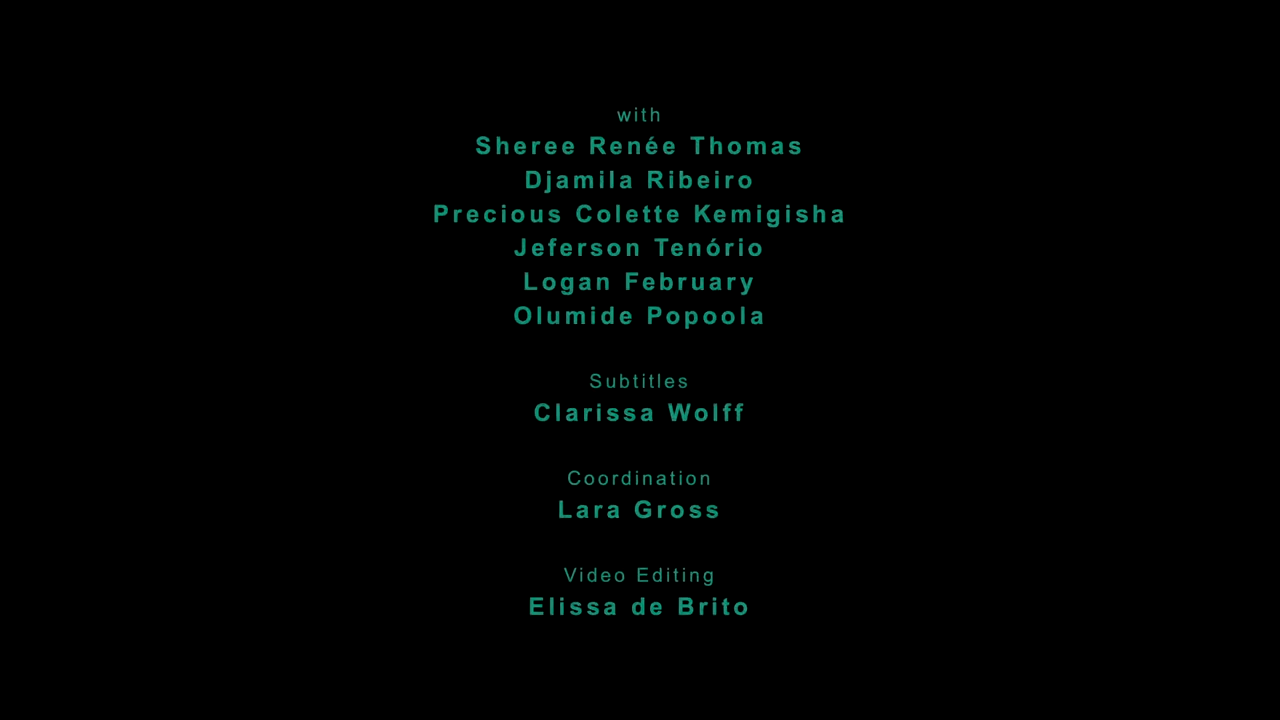 with
Sheree Renée Thomas
Djamila Ribeiro
Precious Colette Kemigisha
Jeferson Tenório
Logan February
Olumide Popoola
Subtitles
Clarissa Wolff
Coordination
Lara Gross
Video Editing
Elissa de Brito